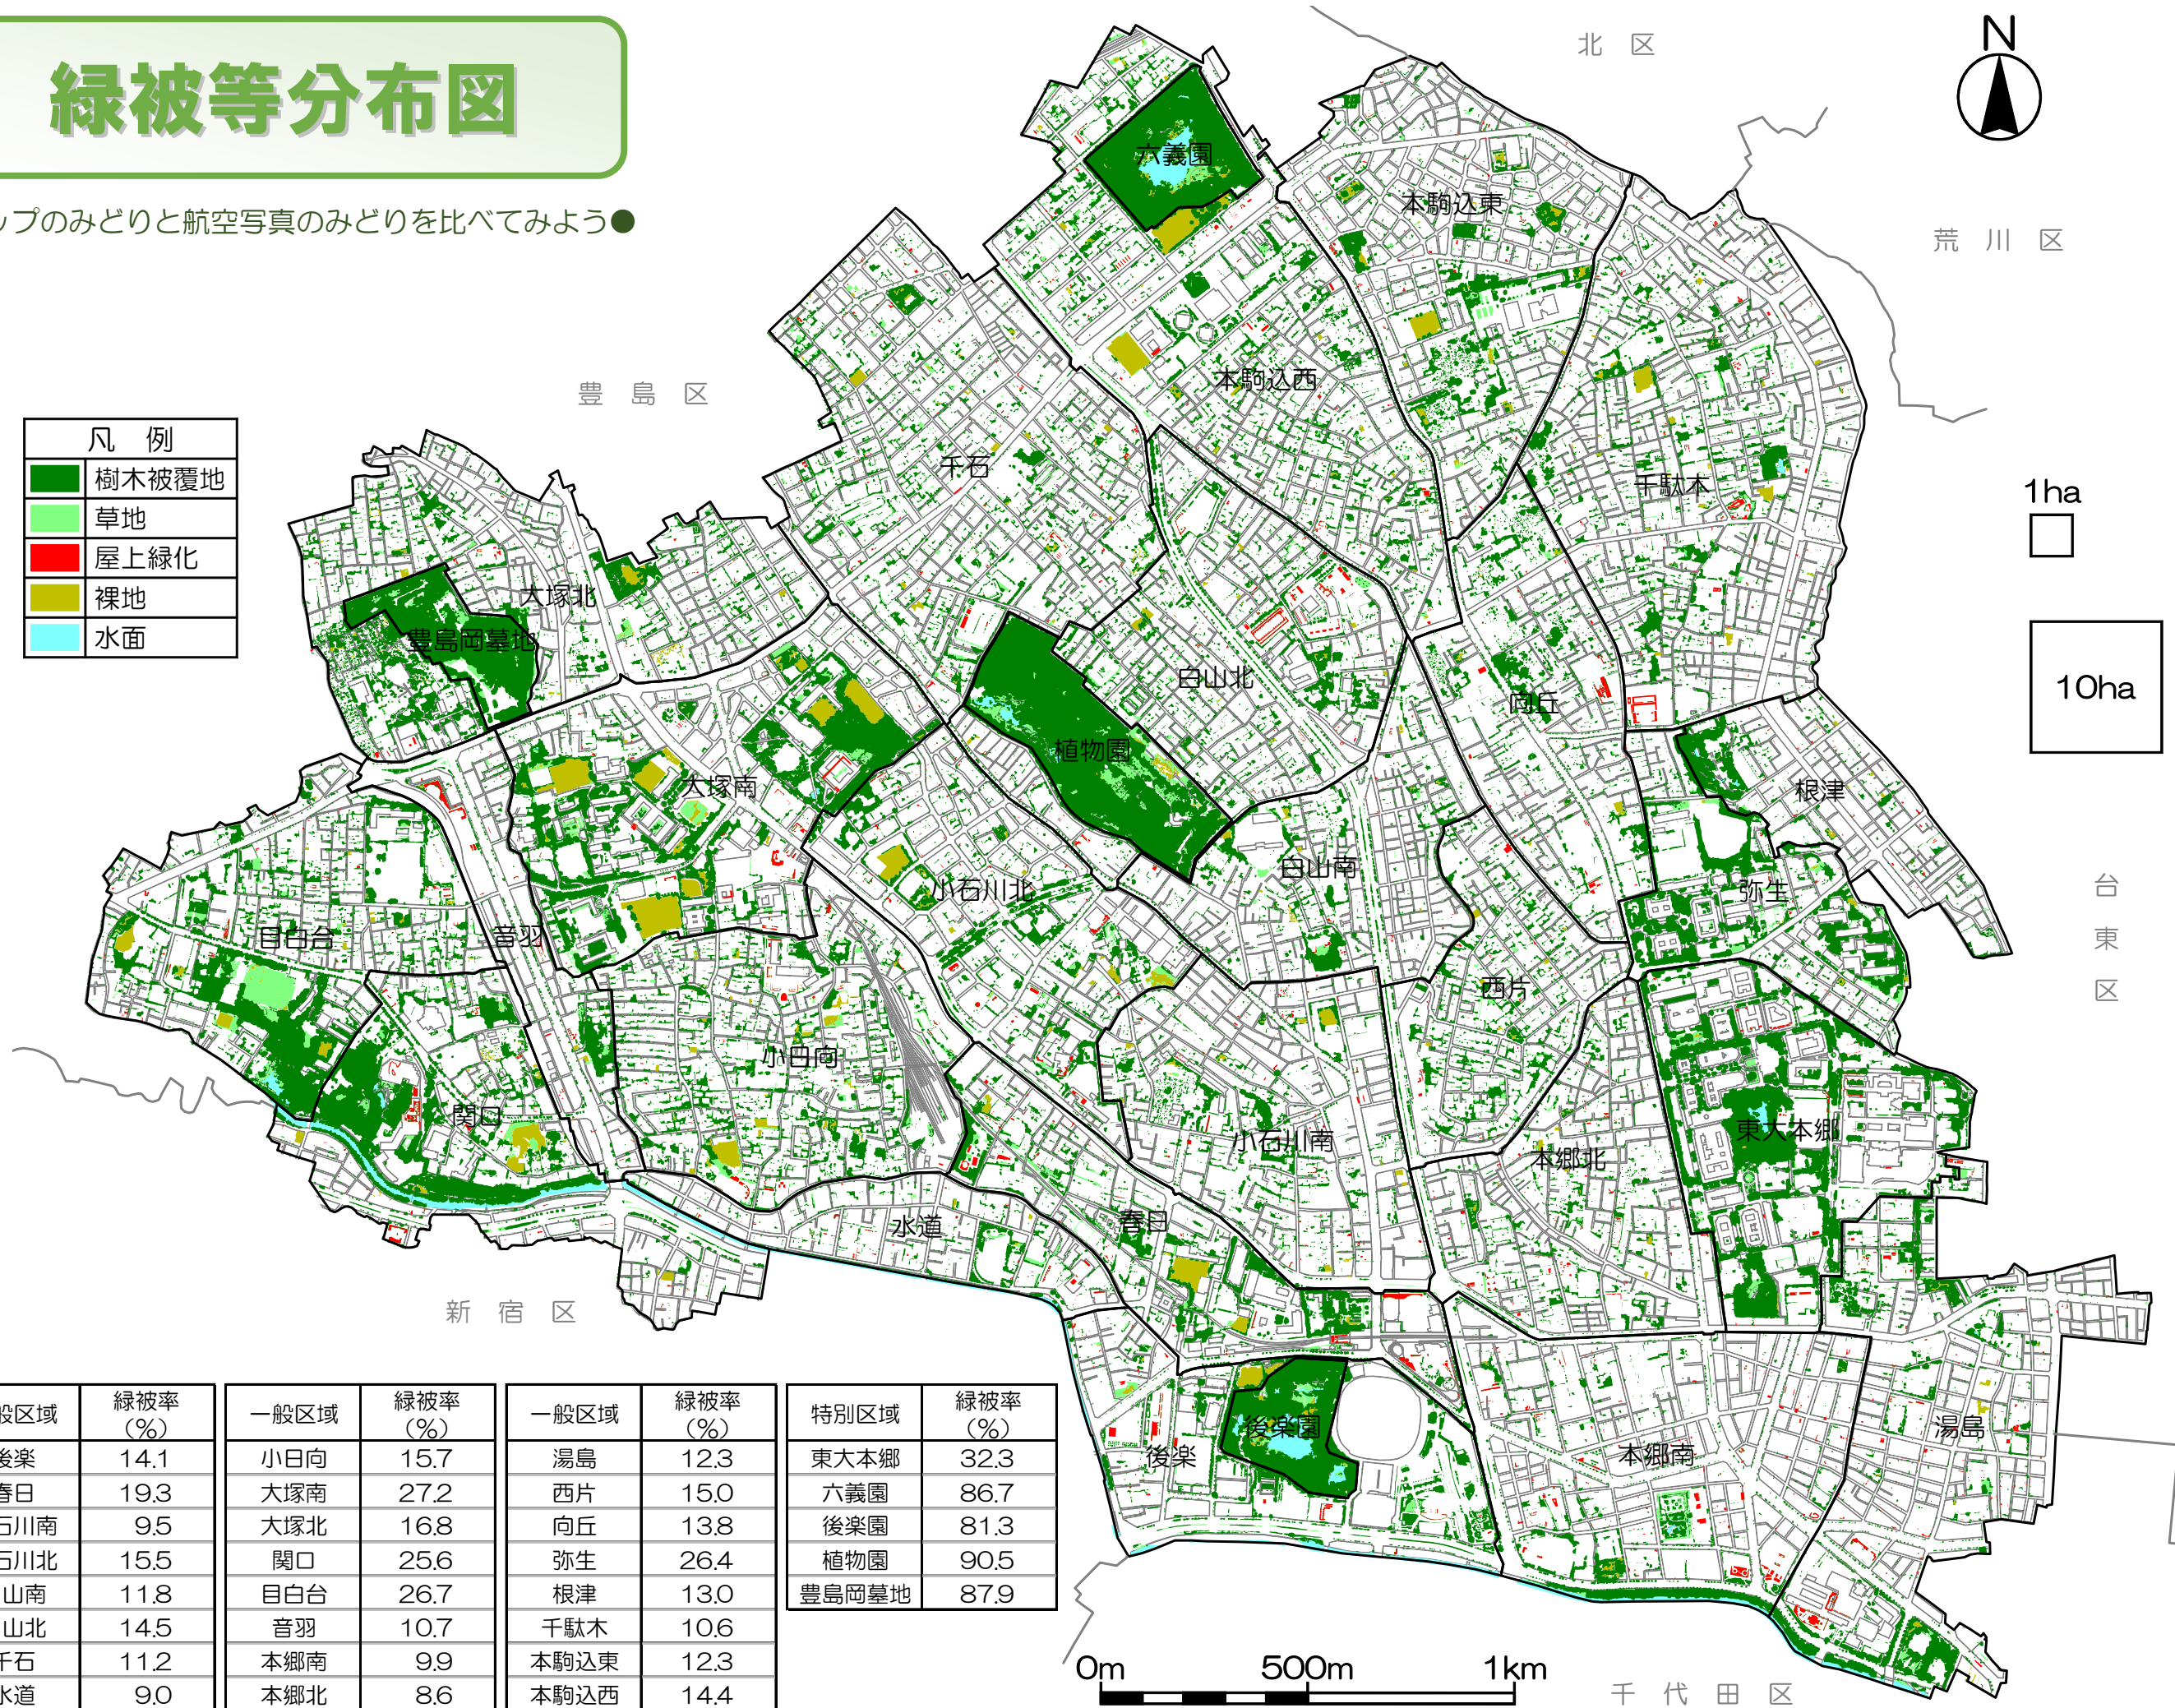 緑被等分布図
ップのみどりと航空写真のみどりを比べてみよう●
N
北 区
荒 川 区
豊 島 区
台東区
新 宿 区
千 代 田 区
凡 例
樹木被覆地
草地
屋上緑化
裸地
水面
1ha
10ha
六義園
本駒込東
本駒込西
千石
千駄木
大塚北
豊島岡墓地
白山北
向丘
植物園
大塚南
根津
白山南
小石川北
弥生
目白台
音羽
西片
小日向
関口
小石川南
東大本郷
本郷北
水道
春日
後楽園
後楽
本郷南
湯島
般区域 緑被率(%)
後楽 14.1
春日 19.3
石川南 9.5
石川北 15.5
山南 11.8
山北 14.5
千石 11.2
水道 9.0
一般区域 緑被率(%)
小日向 15.7
大塚南 27.2
大塚北 16.8
関口 25.6
目白台 26.7
音羽 10.7
本郷南 9.9
本郷北 8.6
一般区域 緑被率(%)
湯島 12.3
西片 15.0
向丘 13.8
弥生 26.4
根津 13.0
千駄木 10.6
本駒込東 12.3
本駒込西 14.4
特別区域 緑被率(%)
東大本郷 32.3
六義園 86.7
後楽園 81.3
植物園 90.5
豊島岡墓地 87.9
0m 500m 1km